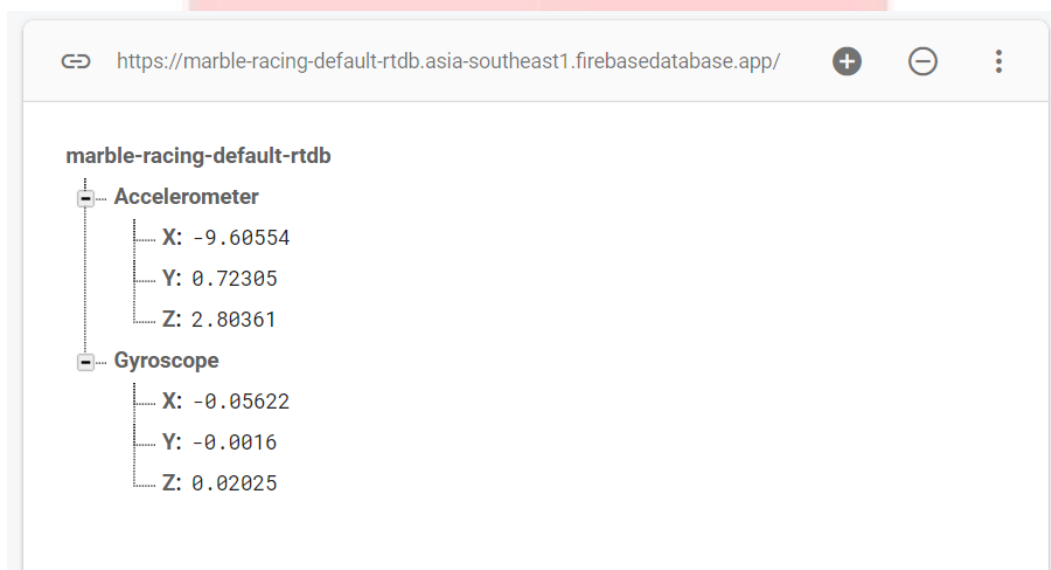 https://marble-racing-default-rtdb.asia-southeast1.firebasedatabase.app/
marble-racing-default-rtdb
Accelerometer
X: -9.60554
Y: 0.72305
Z: 2.80361
Gyroscope
X: -0.05622
Y: -0.0016
Z: 0.02025